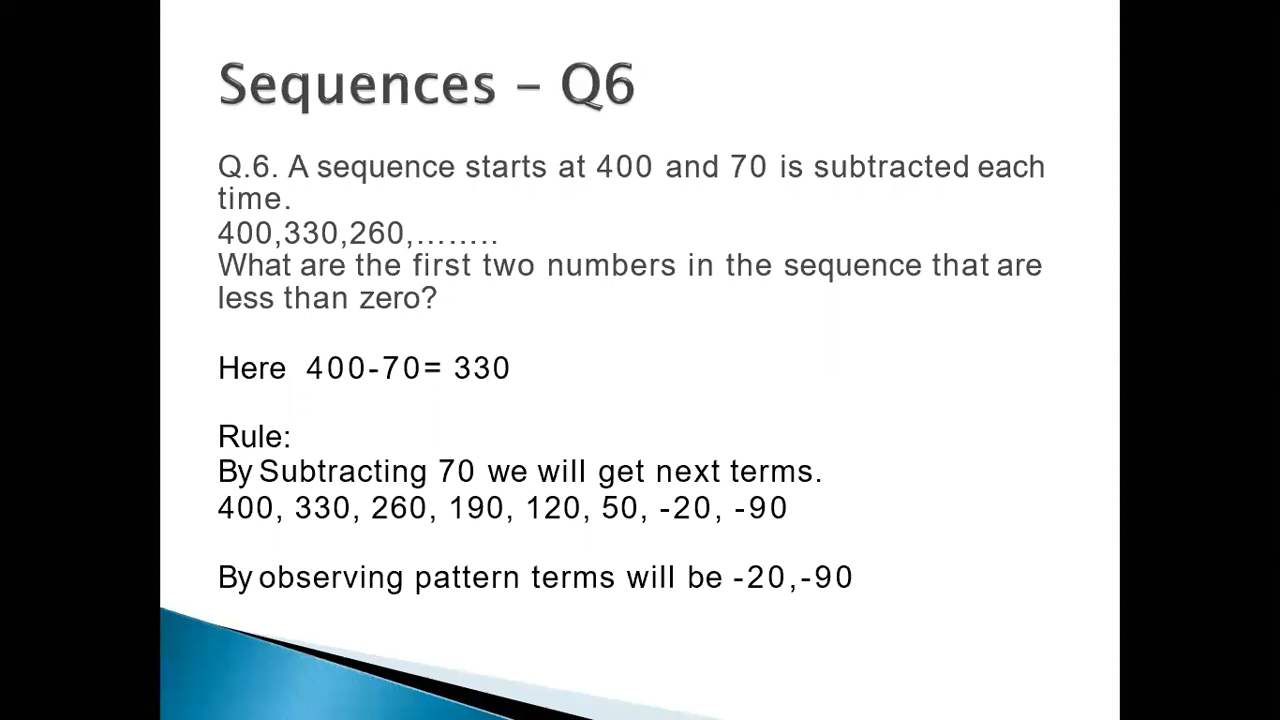 Sequences – Q6
Q.6. A sequence starts at 400 and 70 is subtracted each
time.
400,330,260,……..
What are the first two numbers in the sequence that are
less than zero?
Here 400-70= 330
Rule:
By Subtracting 70 we will get next terms.
400, 330, 260, 190, 120, 50, -20, -90
By observing pattern terms will be -20,-90